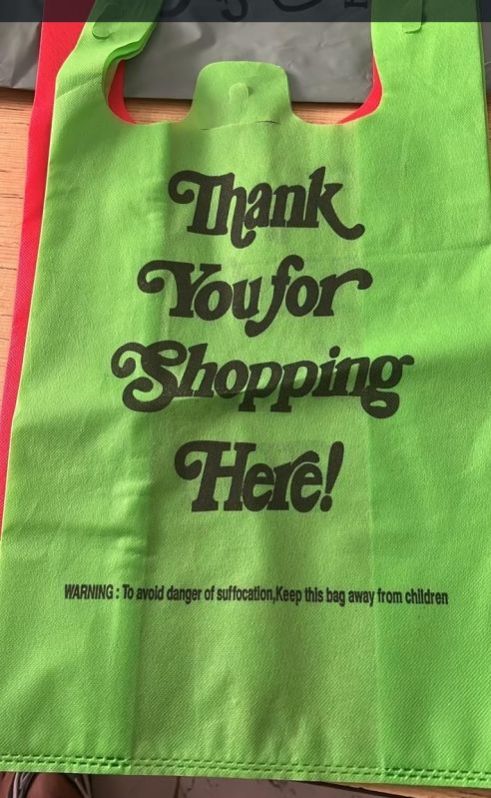 Thank
You for
Shopping
Here!
WARNING : To avoid danger of suffocation,Keep this bag away from children